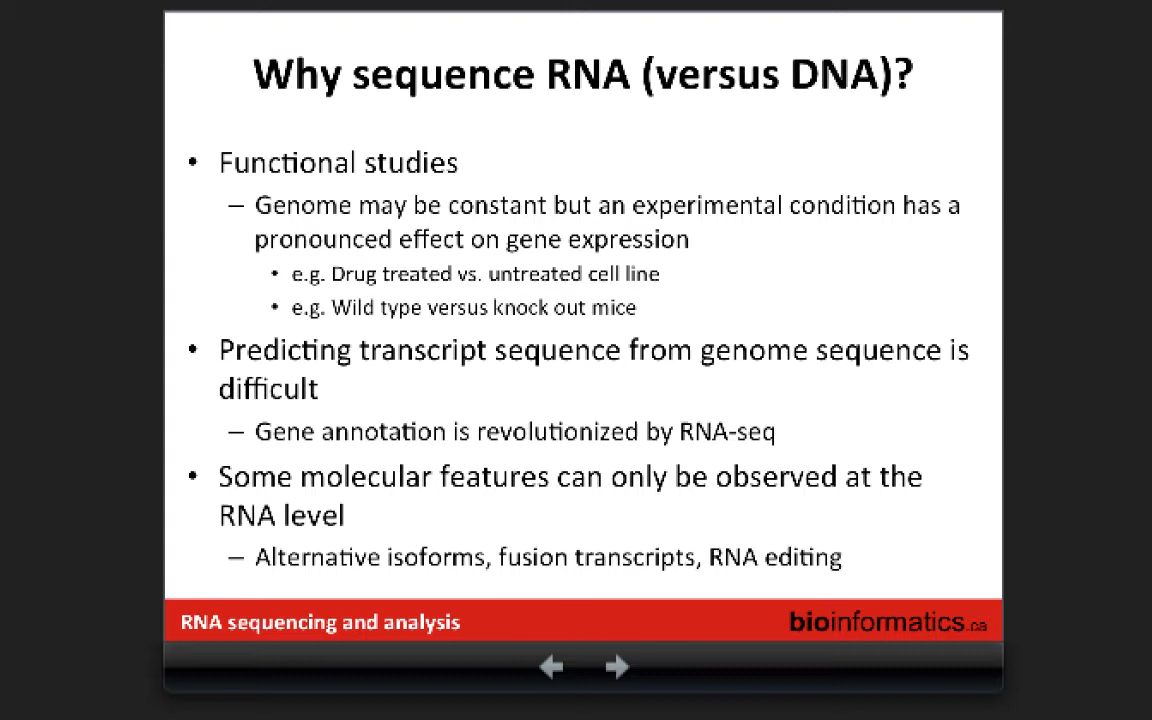 Why sequence RNA (versus DNA)?
• Functional studies
– Genome may be constant but an experimental condition has a
pronounced effect on gene expression
• e.g. Drug treated vs. untreated cell line
• e.g. Wild type versus knock out mice
• Predicting transcript sequence from genome sequence is
difficult
– Gene annotation is revolutionized by RNA-seq
• Some molecular features can only be observed at the
RNA level
– Alternative isoforms, fusion transcripts, RNA editing
RNA sequencing and analysis
bioinformatics.ca